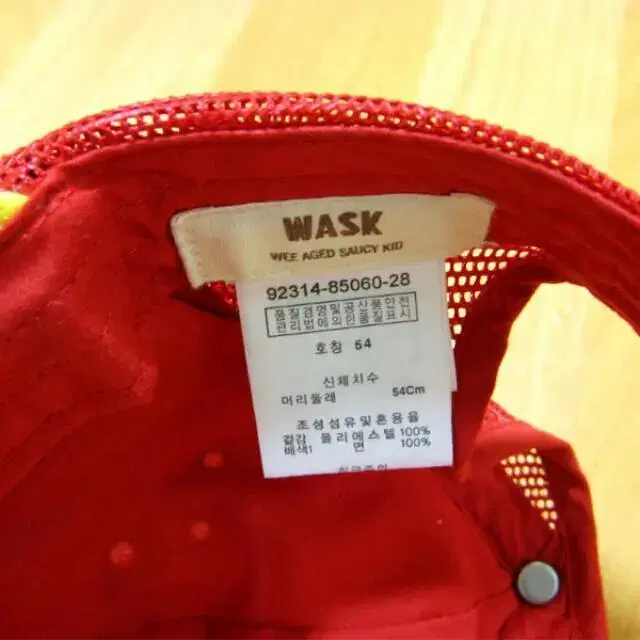 WASK
WEE AGED SAUCY KID
92314-85060-28
품질경영및공산품안전
관리법에의한품질표시
호칭 54
신체치수
머리둘레 54Cm
조성섬유및혼용율
겉감 폴리에스텔 100%
배색1 면 100%